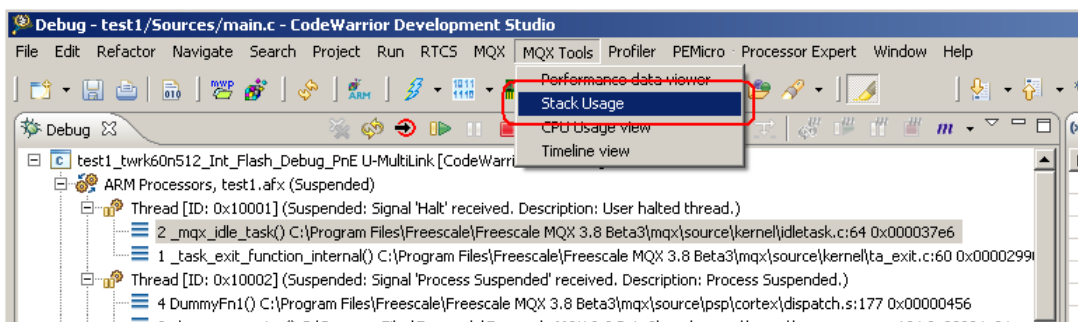 Debug - test1/Sources/main.c - CodeWarrior Development Studio
File Edit Refactor Navigate Search Project Run RTCS MQX MQX Tools Profiler PEMicro Processor Expert Window Help
Performance data viewer
Stack Usage
CPU Usage view
Timeline view
Debug
test1_twrk60n512_Int_Flash_Debug_PnE U-MultiLink [CodeWarri
ARM Processors, test1.afx (Suspended)
Thread [ID: 0x10001] (Suspended: Signal 'Halt' received. Description: User halted thread.)
2 _mqx_idle_task() C:\Program Files\Freescale\Freescale MQX 3.8 Beta3\mqx\source\kernel\idletask.c:64 0x000037e6
1 _task_exit_function_internal() C:\Program Files\Freescale\Freescale MQX 3.8 Beta3\mqx\source\kernel\ta_exit.c:60 0x0000299
Thread [ID: 0x10002] (Suspended: Signal 'Process Suspended' received. Description: Process Suspended.)
4 DummyFn1() C:\Program Files\Freescale\Freescale MQX 3.8 Beta3\mqx\source\psp\cortex\dispatch.s:177 0x00000456